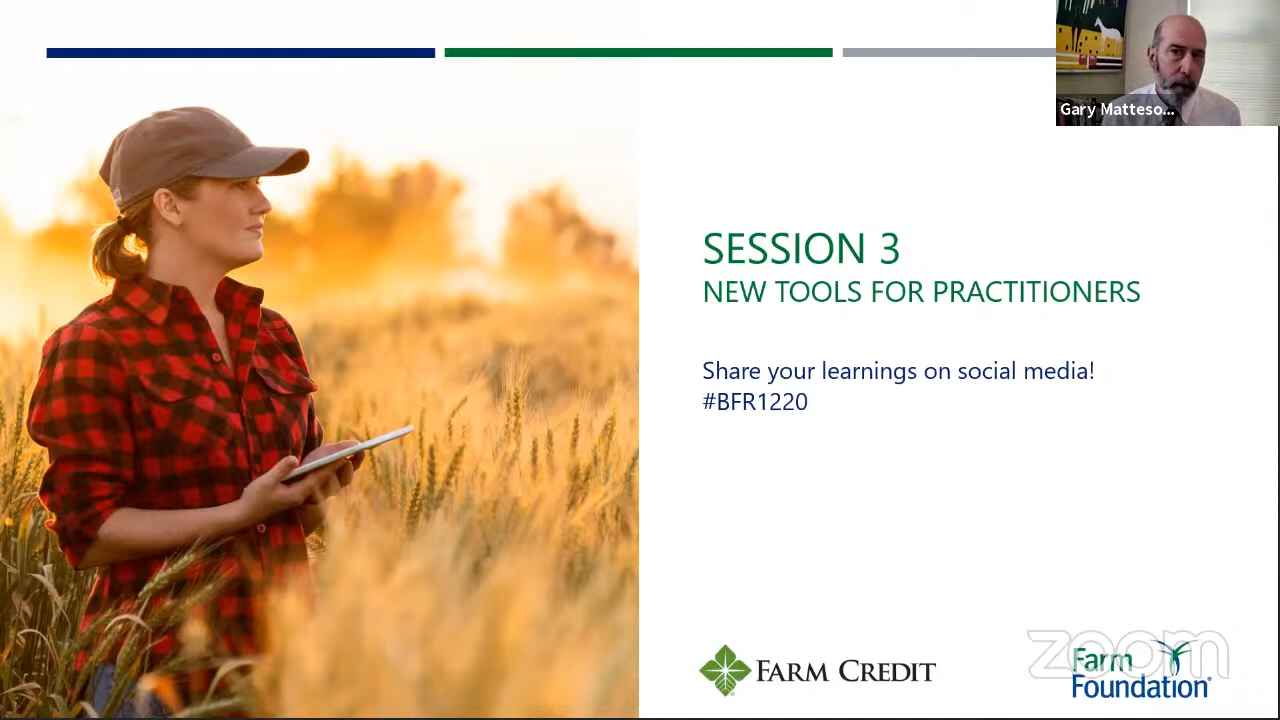 Gary Matteso...
SESSION 3
NEW TOOLS FOR PRACTITIONERS
Share your learnings on social media!
#BFR1220
FARM CREDIT
zoom
Farm
Foundation®